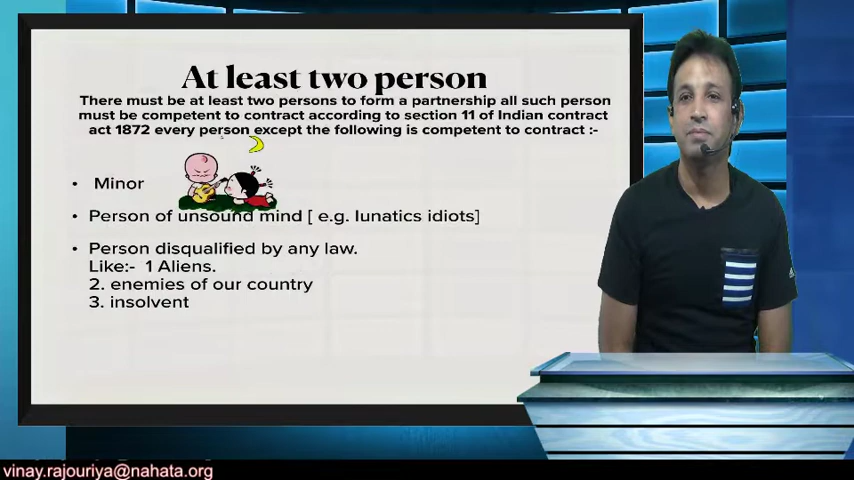 At least two person
There must be at least two persons to form a partnership all such person
must be competent to contract according to section 11 of Indian contract
act 1872 every person except the following is competent to contract :-
• Minor
• Person of unsound mind [ e.g. lunatics idiots]
• Person disqualified by any law.
Like:- 1 Aliens.
2. enemies of our country
3. insolvent
vinay.rajouriya@nahata.org